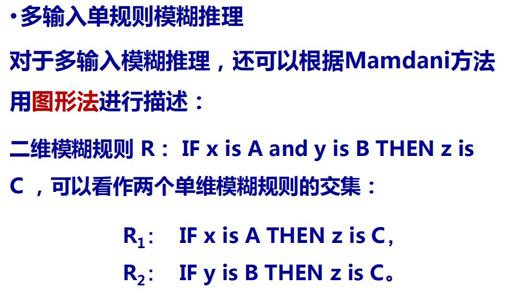 •多输入单规则模糊推理
对于多输入模糊推理，还可以根据Mamdani方法
用图形法进行描述：
二维模糊规则 R： IF x is A and y is B THEN z is
C ，可以看作两个单维模糊规则的交集：
R₁： IF x is A THEN z is C，
R₂： IF y is B THEN z is C。